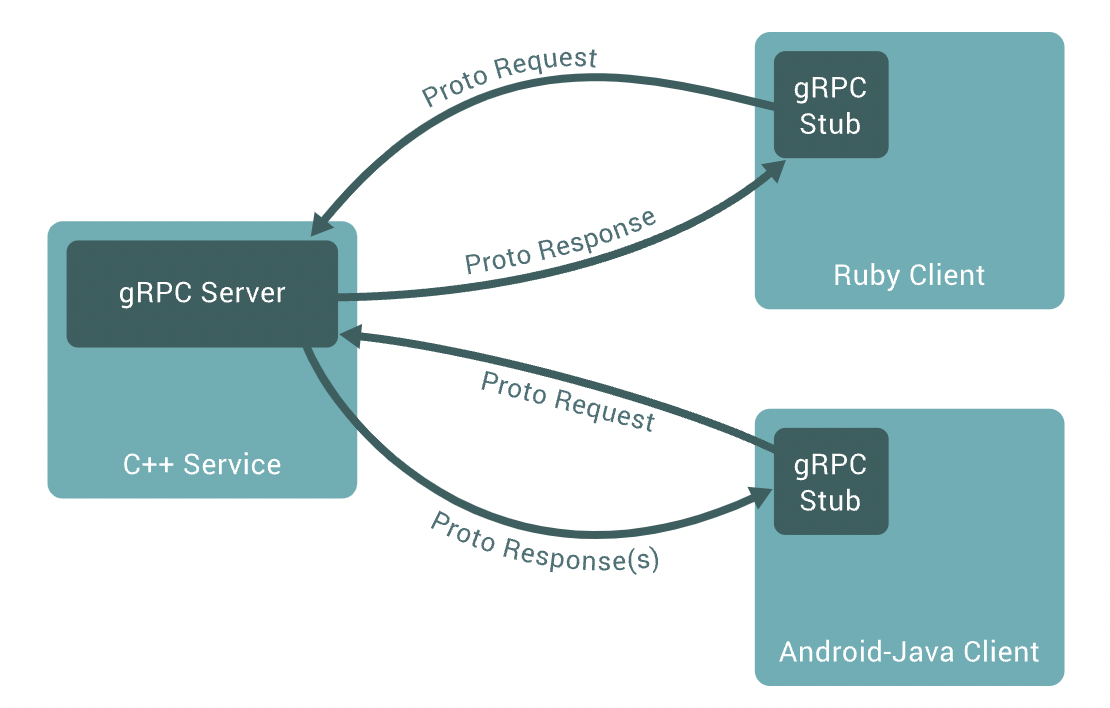 Proto Request
gRPC
Stub
Proto Response
Ruby Client
gRPC Server
C++ Service
Proto Request
gRPC
Stub
Proto Response(s)
Android-Java Client